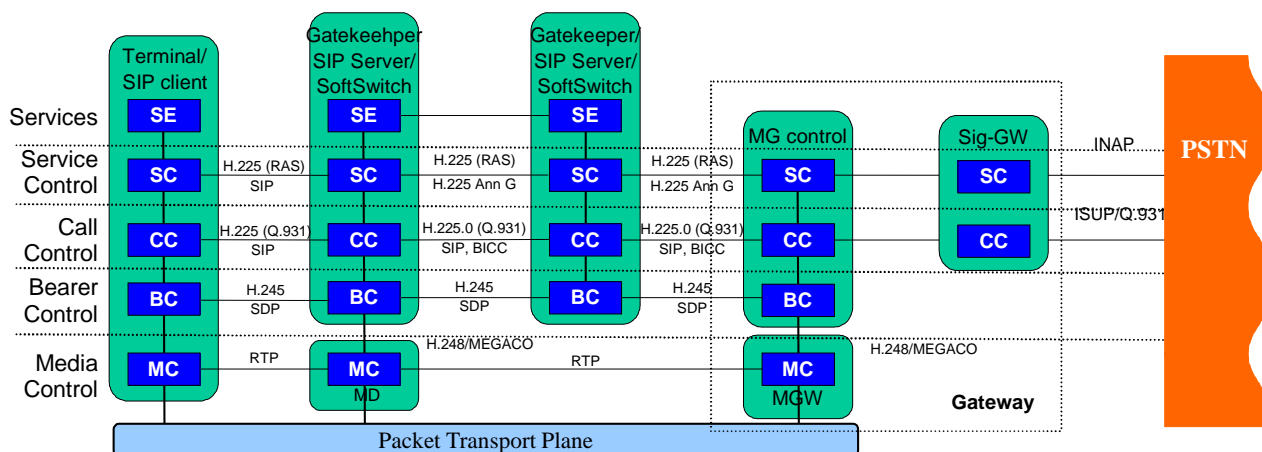 Terminal/
SIP client
Gatekeehper
/SIP Server/
SoftSwitch
Gatekeeper/
SIP Server/
SoftSwitch
MG control
Sig-GW
PSTN
Services
SE
SE
SE
INAP
Service
Control
SC
H.225 (RAS)
SIP
SC
H.225 (RAS)
H.225 Ann G
SC
H.225 (RAS)
H.225 Ann G
SC
SC
ISUP/Q.931
Call
Control
CC
H.225 (Q.931)
SIP
CC
H.225.0 (Q.931)
SIP, BICC
CC
H.225.0 (Q.931)
SIP, BICC
CC
CC
Bearer
Control
BC
H.245
SDP
BC
H.245
SDP
BC
H.245
SDP
BC
Media
Control
MC
RTP
MC
MD
H.248/MEGACO
RTP
MC
MGW
H.248/MEGACO
Gateway
Packet Transport Plane